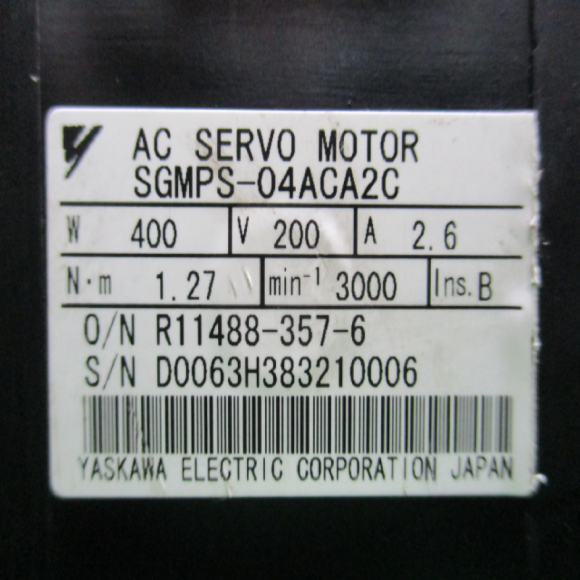 AC SERVO MOTOR
SGMPS-04ACA2C
W 400 V 200 A 2.6
N·m 1.27 min⁻¹ 3000 Ins. B
O/N R11488-357-6
S/N D0063H383210006
YASKAWA ELECTRIC CORPORATION JAPAN